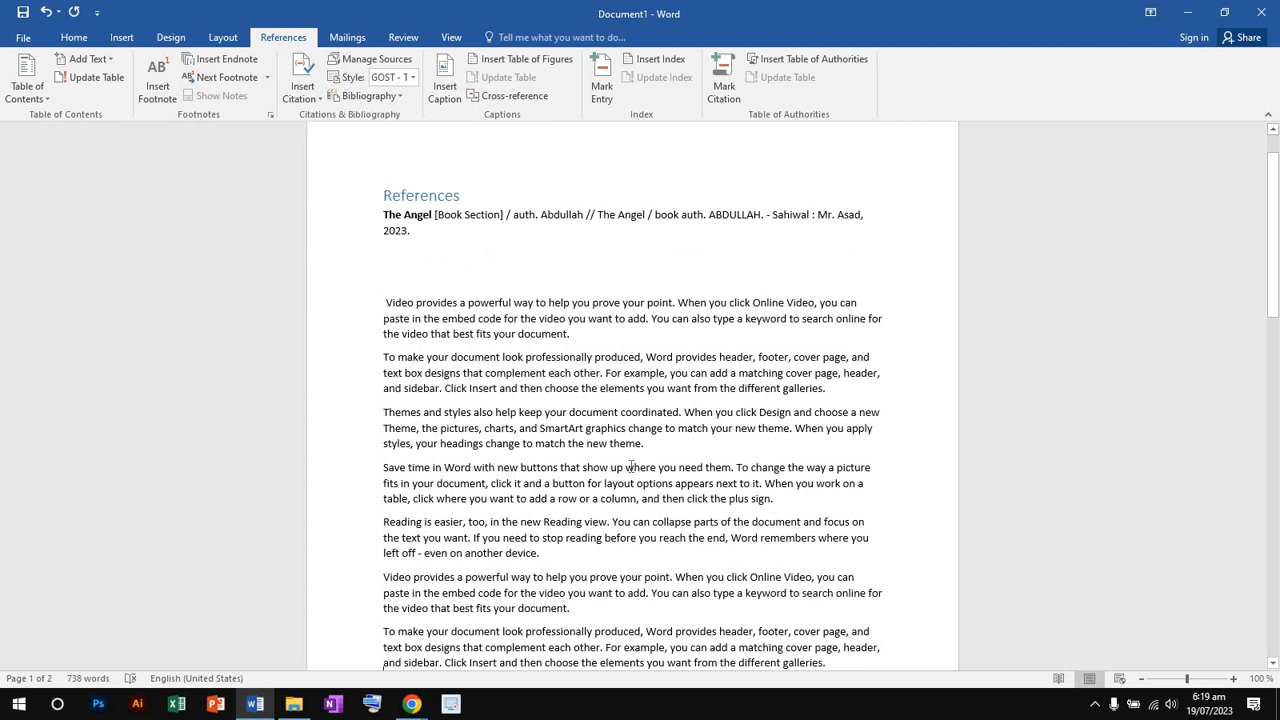 Document1 - Word
File Home Insert Design Layout References Mailings Review View Tell me what you want to do... Sign in Share
Table of Contents
Add Text
Update Table
Table of Contents
AB1
Insert Footnote
Insert Endnote
Next Footnote
Show Notes
Footnotes
Insert Citation
Manage Sources
Style: GOST - T
Bibliography
Citations & Bibliography
Insert Caption
Insert Table of Figures
Update Table
Cross-reference
Captions
Mark Entry
Insert Index
Update Index
Index
Mark Citation
Insert Table of Authorities
Update Table
Table of Authorities
References
The Angel [Book Section] / auth. Abdullah // The Angel / book auth. ABDULLAH. - Sahiwal : Mr. Asad,
2023.
Video provides a powerful way to help you prove your point. When you click Online Video, you can
paste in the embed code for the video you want to add. You can also type a keyword to search online for
the video that best fits your document.
To make your document look professionally produced, Word provides header, footer, cover page, and
text box designs that complement each other. For example, you can add a matching cover page, header,
and sidebar. Click Insert and then choose the elements you want from the different galleries.
Themes and styles also help keep your document coordinated. When you click Design and choose a new
Theme, the pictures, charts, and SmartArt graphics change to match your new theme. When you apply
styles, your headings change to match the new theme.
Save time in Word with new buttons that show up where you need them. To change the way a picture
fits in your document, click it and a button for layout options appears next to it. When you work on a
table, click where you want to add a row or a column, and then click the plus sign.
Reading is easier, too, in the new Reading view. You can collapse parts of the document and focus on
the text you want. If you need to stop reading before you reach the end, Word remembers where you
left off - even on another device.
Video provides a powerful way to help you prove your point. When you click Online Video, you can
paste in the embed code for the video you want to add. You can also type a keyword to search online for
the video that best fits your document.
To make your document look professionally produced, Word provides header, footer, cover page, and
text box designs that complement each other. For example, you can add a matching cover page, header,
and sidebar. Click Insert and then choose the elements you want from the different galleries.
Page 1 of 2 738 words English (United States) 100 %
6:19 am
19/07/2023